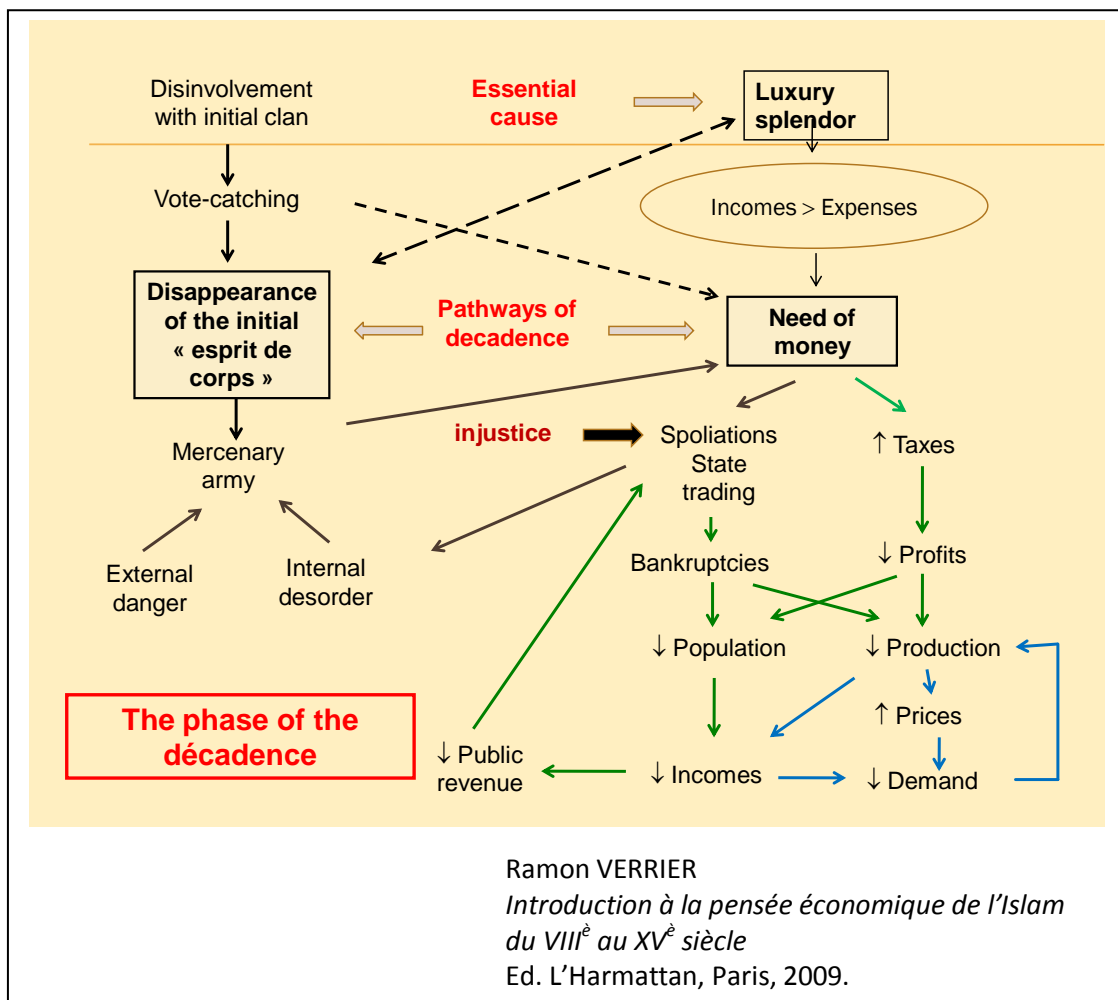 Disinvolvement
with initial clan
Essential
cause
Luxury
splendor
Vote-catching
Incomes > Expenses
Disappearance
of the initial
« esprit de
corps »
Pathways of
decadence
Need of
money
Mercenary
army
injustice
Spoliations
State
trading
↑ Taxes
External
danger
Internal
desorder
Bankruptcies
↓ Profits
↓ Population
↓ Production
↑ Prices
The phase of the
décadence
↓ Public
revenue
↓ Incomes
↓ Demand
Ramon VERRIER
Introduction à la pensée économique de l’Islam
du VIIIè au XVè siècle
Ed. L’Harmattan, Paris, 2009.